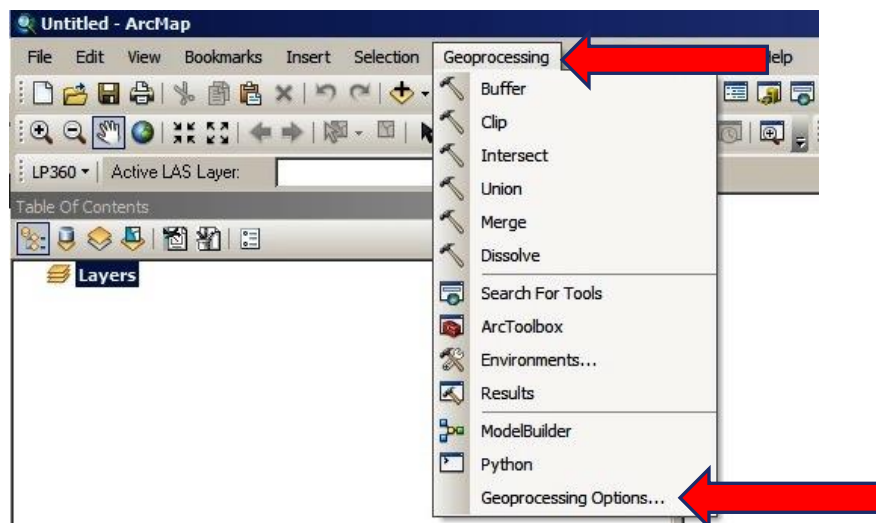 Untitled - ArcMap
File Edit View Bookmarks Insert Selection Geoprocessing
Buffer
Clip
LP360 Active LAS Layer:
Intersect
Union
Table Of Contents
Merge
Dissolve
Layers
Search For Tools
ArcToolbox
Environments...
Results
ModelBuilder
Python
Geoprocessing Options...